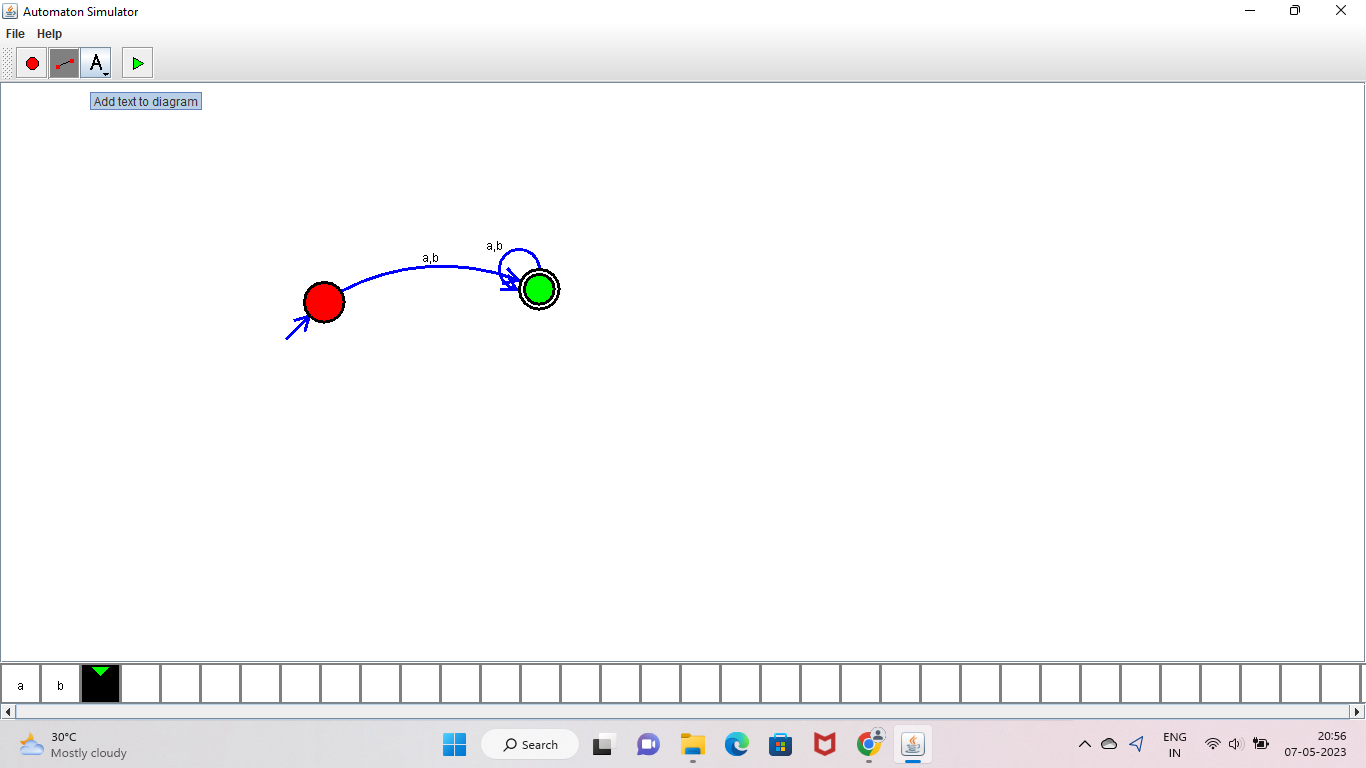 Automaton Simulator
File Help
A
Add text to diagram
a,b
a,b
a b
30°C
Mostly cloudy
Search
ENG
IN
20:56
07-05-2023